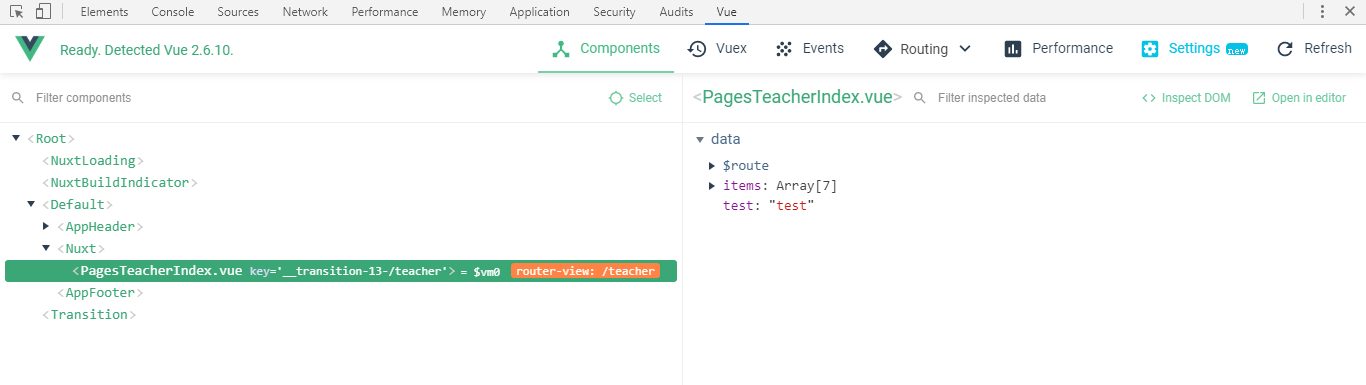 Elements Console Sources Network Performance Memory Application Security Audits Vue
Ready. Detected Vue 2.6.10. Components Vuex Events Routing Performance Settings new Refresh
Filter components Select <PagesTeacherIndex.vue> Filter inspected data <> Inspect DOM Open in editor
<Root>
<NuxtLoading>
<NuxtBuildIndicator>
<Default>
<AppHeader>
<Nuxt>
<PagesTeacherIndex.vue key='__transition-13-/teacher'> = $vm0 router-view: /teacher
<AppFooter>
<Transition>
data
$route
items: Array[7]
test: "test"